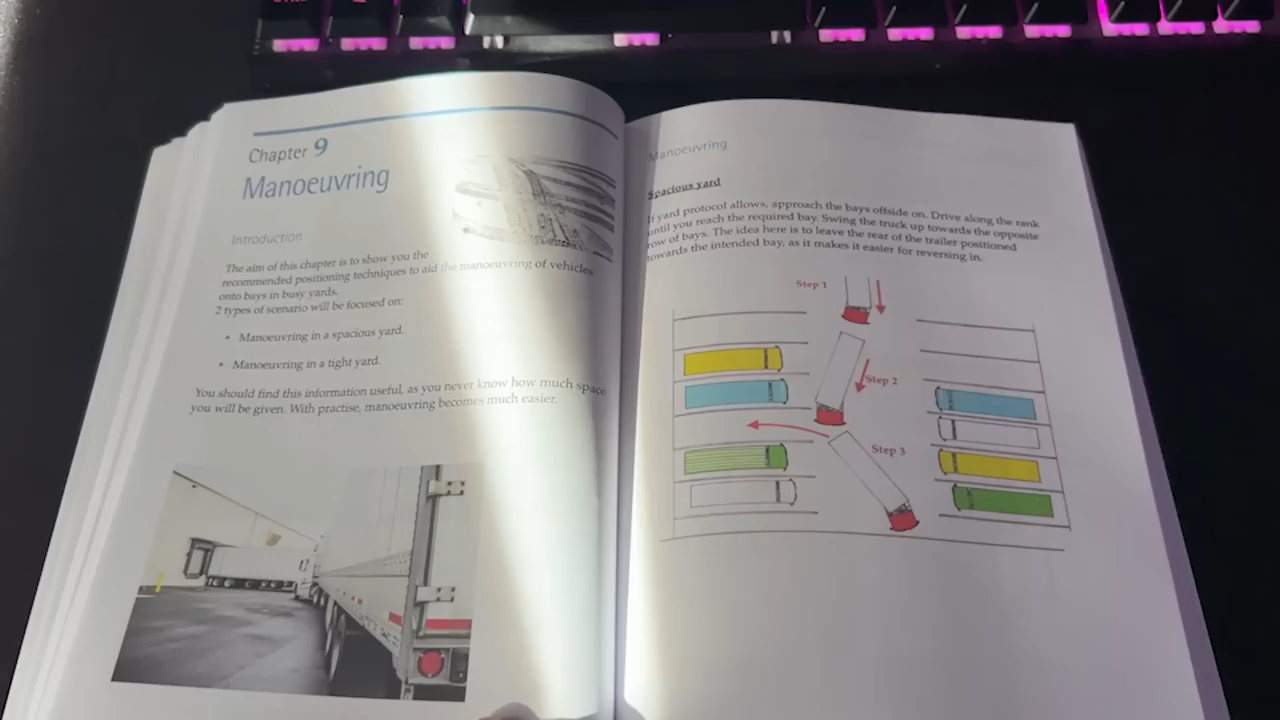 Chapter 9
Manoeuvring
Introduction
The aim of this chapter is to show you the
recommended positioning techniques to aid the manoeuvring of vehicles
onto bays in busy yards.
2 types of scenario will be focused on:
• Manoeuvring in a spacious yard.
• Manoeuvring in a tight yard.
You should find this information useful, as you never know how much space
you will be given. With practise, manoeuvring becomes much easier.
Manoeuvring
Spacious yard
If yard protocol allows, approach the bays offside on. Drive along the rank
until you reach the required bay. Swing the truck up towards the opposite
row of bays. The idea here is to leave the rear of the trailer positioned
towards the intended bay, as it makes it easier for reversing in.
Step 1
Step 2
Step 3